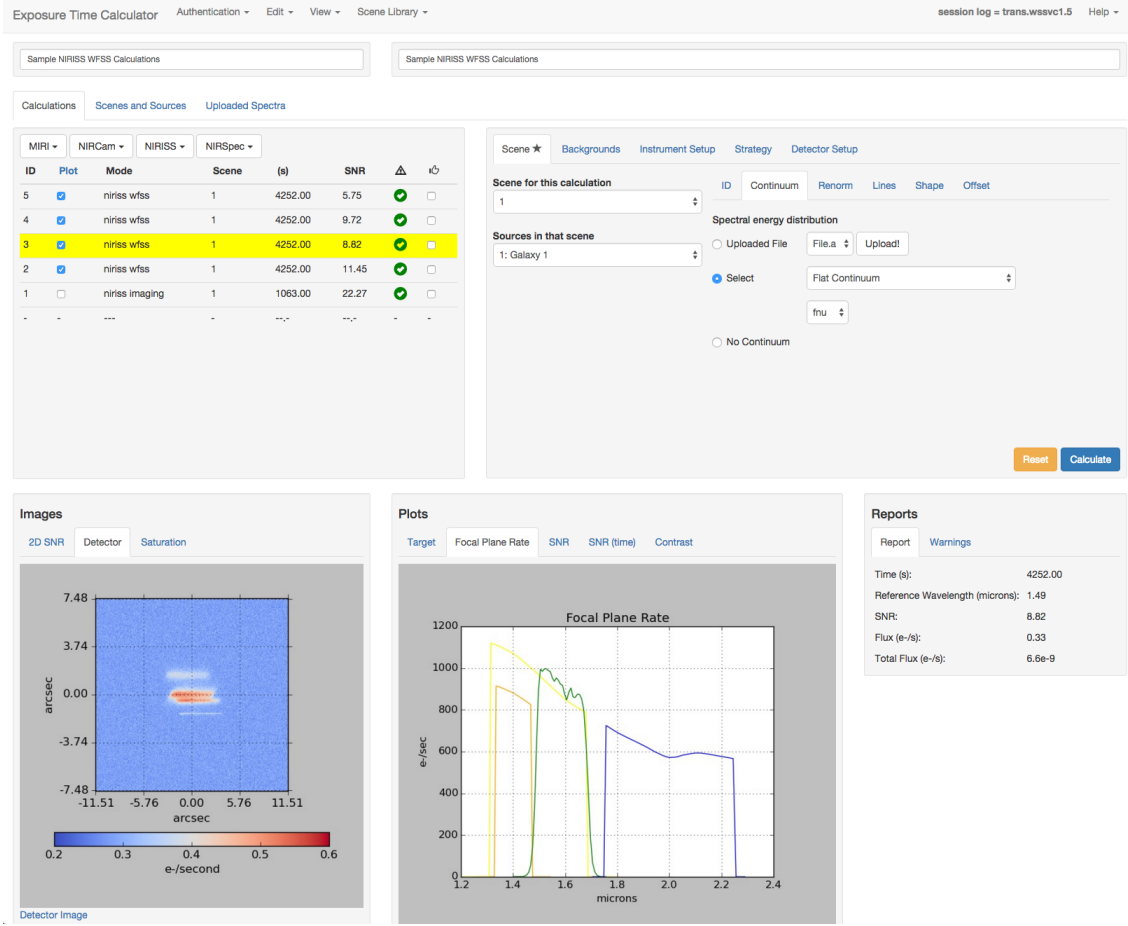 Exposure Time Calculator Authentication Edit View Scene Library session log = trans.wssvc1.5 Help
Sample NIRISS WFSS Calculations Sample NIRISS WFSS Calculations
Calculations Scenes and Sources Uploaded Spectra
MIRI NIRCam NIRISS NIRSpec
ID Plot Mode Scene (s) SNR
5 niriss wfss 1 4252.00 5.75
4 niriss wfss 1 4252.00 9.72
3 niriss wfss 1 4252.00 8.82
2 niriss wfss 1 4252.00 11.45
1 niriss imaging 1 1063.00 22.27
- - --- - --.- --.- - -
Scene ★ Backgrounds Instrument Setup Strategy Detector Setup
Scene for this calculation
1
Sources in that scene
1: Galaxy 1
ID Continuum Renorm Lines Shape Offset
Spectral energy distribution
Uploaded File File.a Upload!
Select Flat Continuum
fnu
No Continuum
Reset Calculate
Images
2D SNR Detector Saturation
7.48
3.74
0.00
-3.74
-7.48
arcsec
-11.51 -5.76 0.00 5.76 11.51
arcsec
0.2 0.3 0.4 0.5 0.6
e-/second
Detector Image
Plots
Target Focal Plane Rate SNR SNR (time) Contrast
Focal Plane Rate
1200
1000
800
600
400
200
0
e-/sec
1.2 1.4 1.6 1.8 2.0 2.2 2.4
microns
Reports
Report Warnings
Time (s): 4252.00
Reference Wavelength (microns): 1.49
SNR: 8.82
Flux (e-/s): 0.33
Total Flux (e-/s): 6.6e-9